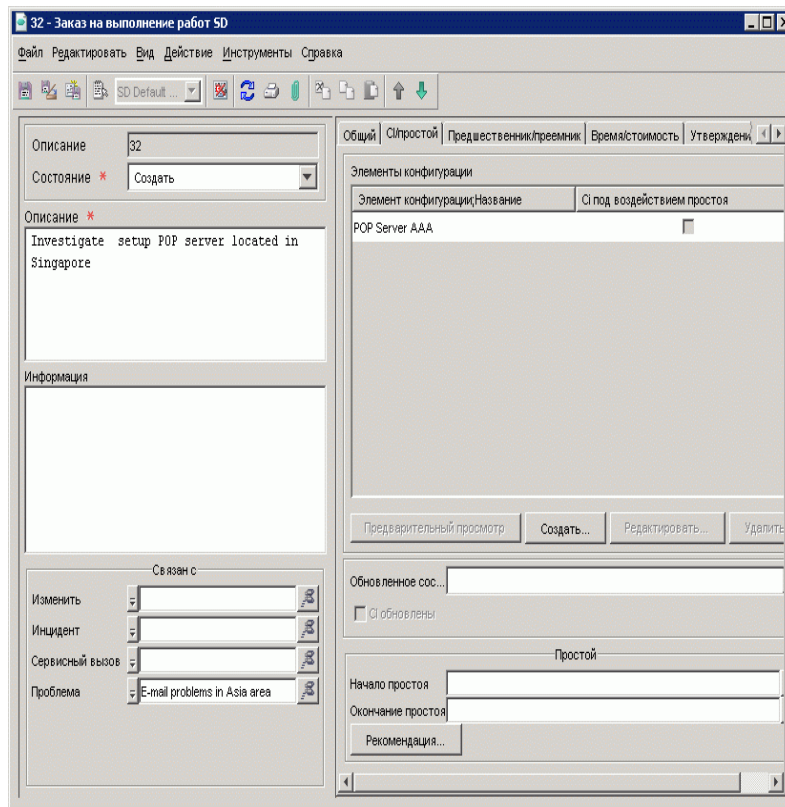 32 - Заказ на выполнение работ SD
Файл Редактировать Вид Действие Инструменты Справка
SD Default ...
Описание 32
Состояние * Создать
Описание *
Investigate setup POP server located in
Singapore
Информация
Связан с
Изменить
Инцидент
Сервисный вызов
Проблема E-mail problems in Asia area
Общий CI/простой Предшественник/преемник Время/стоимость Утверждени
Элементы конфигурации
Элемент конфигурации;Название Ci под воздействием простоя
POP Server AAA
Предварительный просмотр Создать... Редактировать... Удалить
Обновленное сос...
CI обновлены
Простой
Начало простоя
Окончание простоя
Рекомендация...